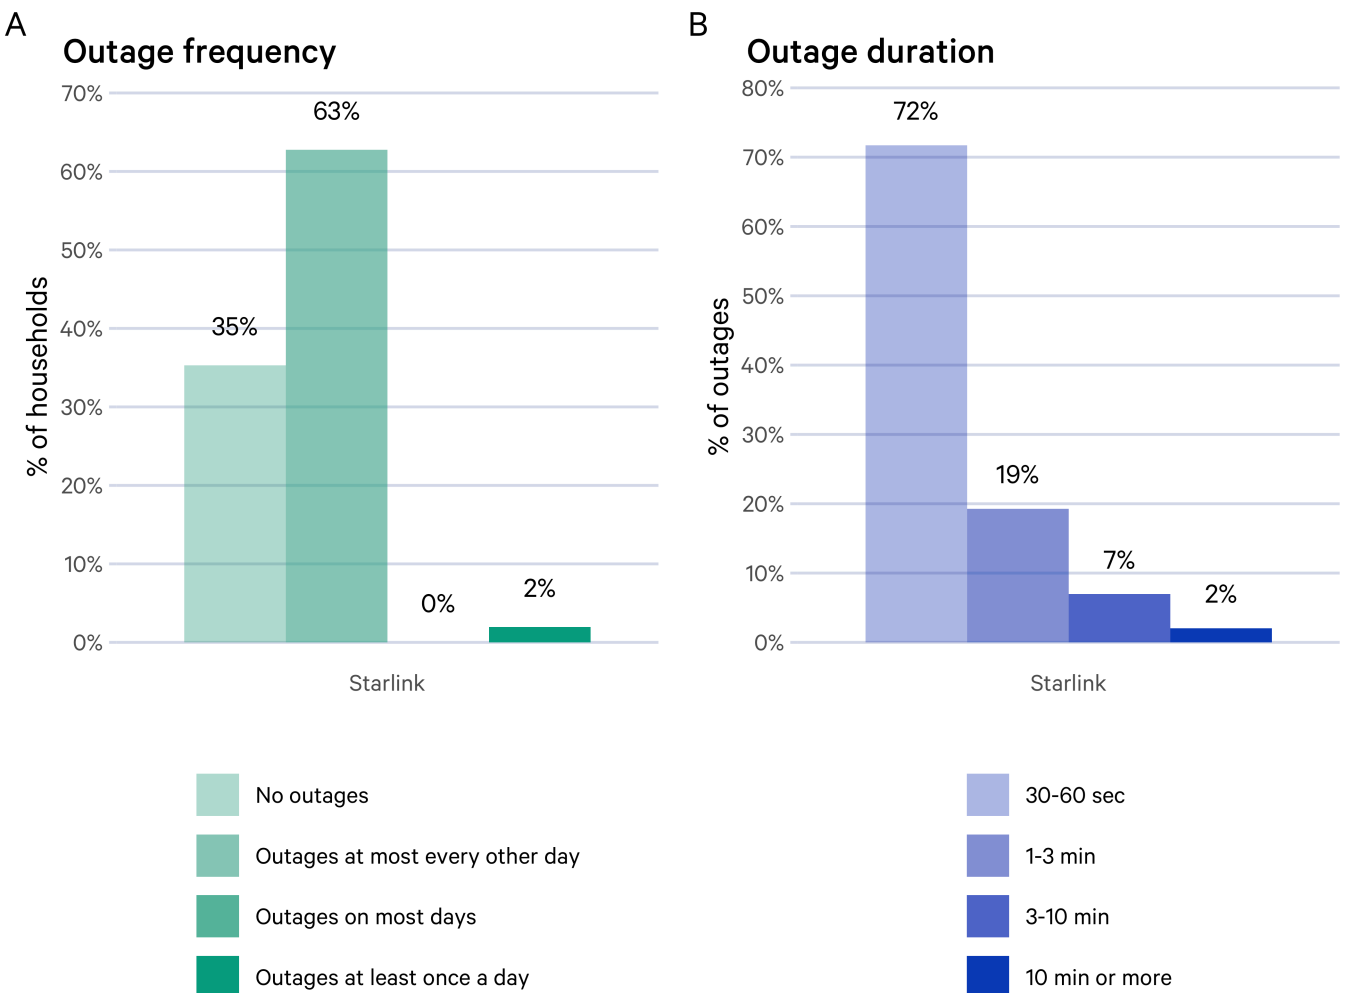 A
Outage frequency
70%
60%
50%
40%
30%
20%
10%
0%
% of households
63%
35%
0%
2%
Starlink
No outages
Outages at most every other day
Outages on most days
Outages at least once a day
B
Outage duration
80%
70%
60%
50%
40%
30%
20%
10%
0%
% of outages
72%
19%
7%
2%
Starlink
30-60 sec
1-3 min
3-10 min
10 min or more